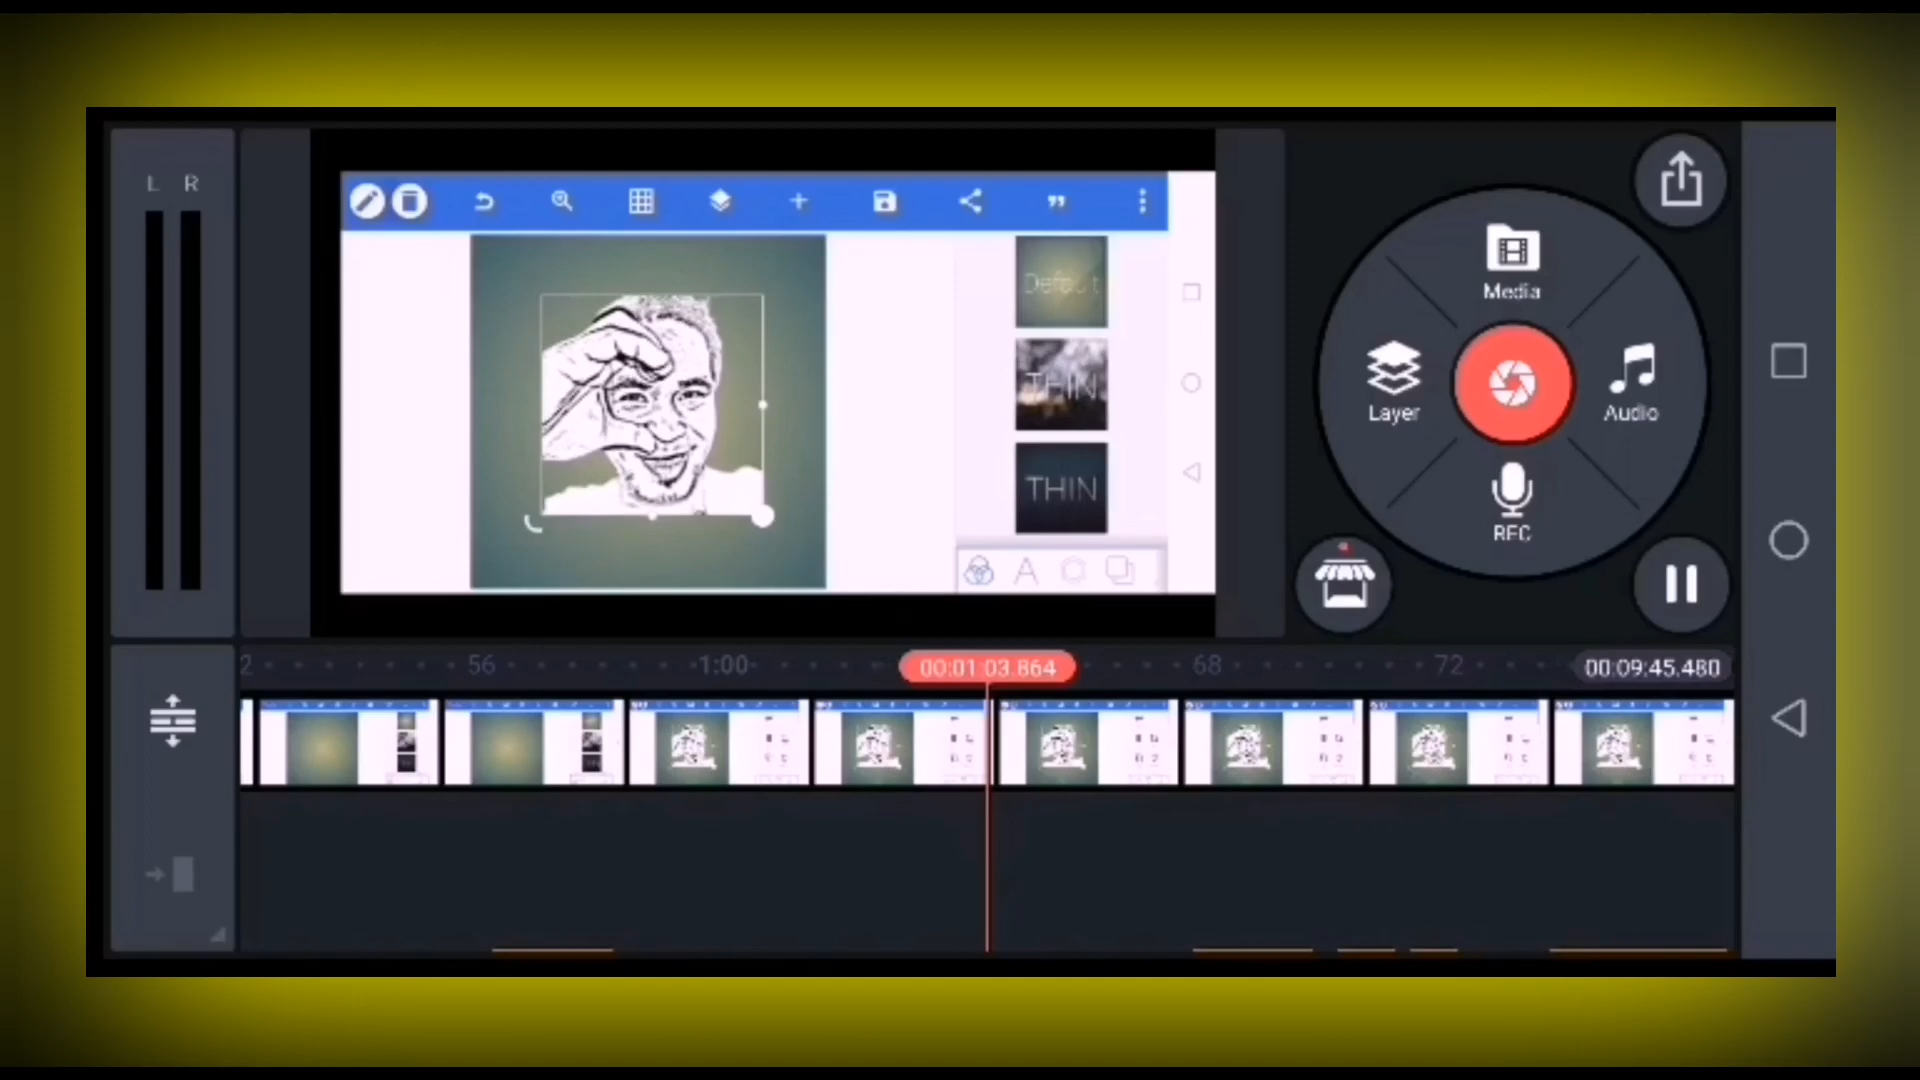 L R
Default
THIN
THIN
Media
Layer
Audio
REC
2 56 1:00 00:01:03.864 68 72 00:09:45.480